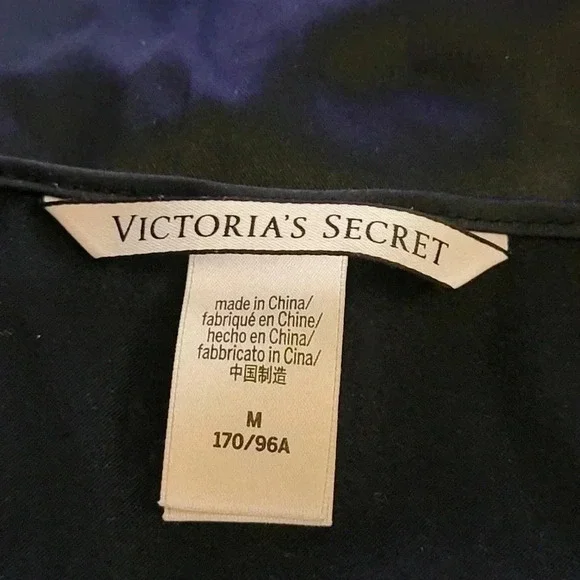 VICTORIA'S SECRET
made in China/
fabriqué en Chine/
hecho en China/
fabbricato in Cina/
中国制造
M
170/96A